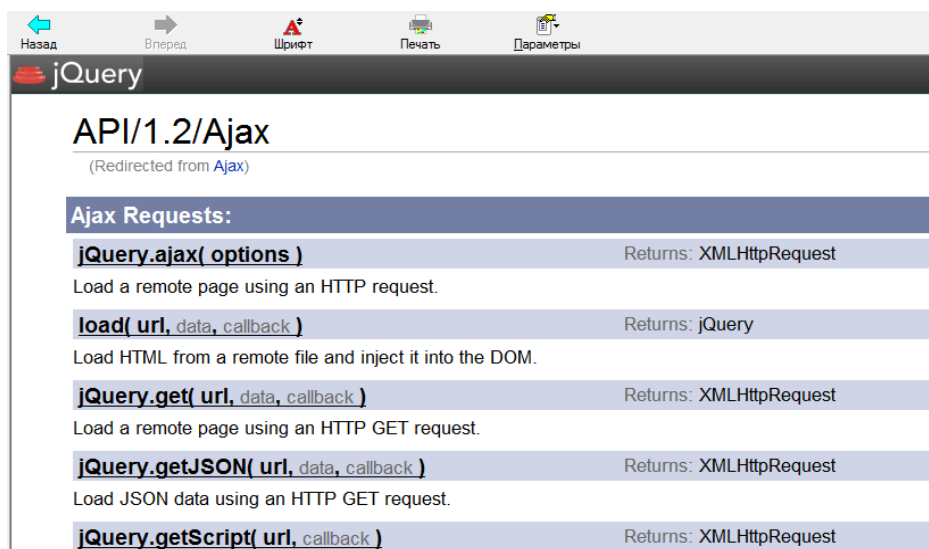 Назад Вперед Шрифт Печать Параметры
jQuery
API/1.2/Ajax
(Redirected from Ajax)
Ajax Requests:
jQuery.ajax( options ) Returns: XMLHttpRequest
Load a remote page using an HTTP request.
load( url, data, callback ) Returns: jQuery
Load HTML from a remote file and inject it into the DOM.
jQuery.get( url, data, callback ) Returns: XMLHttpRequest
Load a remote page using an HTTP GET request.
jQuery.getJSON( url, data, callback ) Returns: XMLHttpRequest
Load JSON data using an HTTP GET request.
jQuery.getScript( url, callback ) Returns: XMLHttpRequest